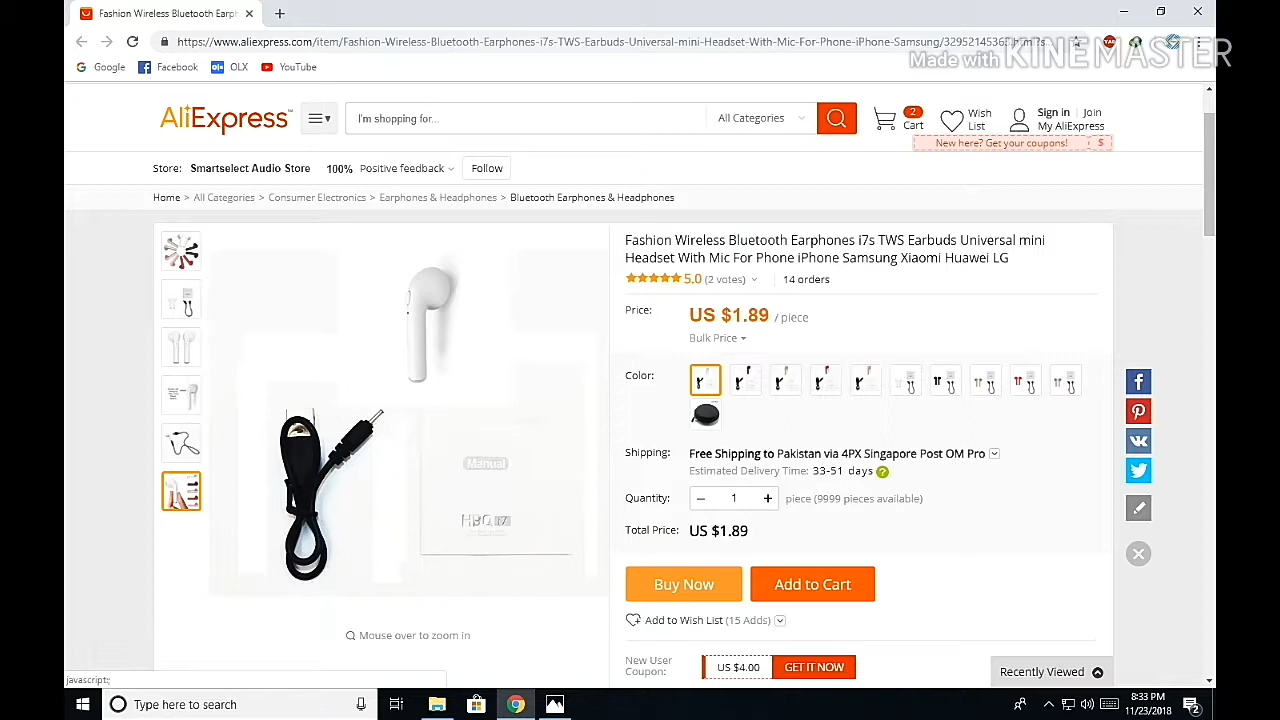 Fashion Wireless Bluetooth Earph
https://www.aliexpress.com/item/Fashion-Wireless-Bluetooth-Earphones-i7s-TWS-Earbuds-Universal-mini-Headset-With-Mic-For-Phone-iPhone-Samsung/3295214536
Made with KINEMASTER
Google Facebook OLX YouTube
AliExpress™
I'm shopping for...
All Categories
2
Cart
Wish
List
Sign in Join
My AliExpress
New here? Get your coupons! $
Store: Smartselect Audio Store 100% Positive feedback Follow
Home > All Categories > Consumer Electronics > Earphones & Headphones > Bluetooth Earphones & Headphones
Fashion Wireless Bluetooth Earphones i7s TWS Earbuds Universal mini
Headset With Mic For Phone iPhone Samsung Xiaomi Huawei LG
5.0 (2 votes) 14 orders
Price: US $1.89 / piece
Bulk Price
Color:
Manual
HBQ i7
Shipping: Free Shipping to Pakistan via 4PX Singapore Post OM Pro
Estimated Delivery Time: 33-51 days ?
Quantity: – 1 + piece (9999 pieces available)
Total Price: US $1.89
Buy Now Add to Cart
Add to Wish List (15 Adds)
Mouse over to zoom in
New User
Coupon:
US $4.00 GET IT NOW
Recently Viewed
javascript:;
Type here to search
8:33 PM
11/23/2018
2